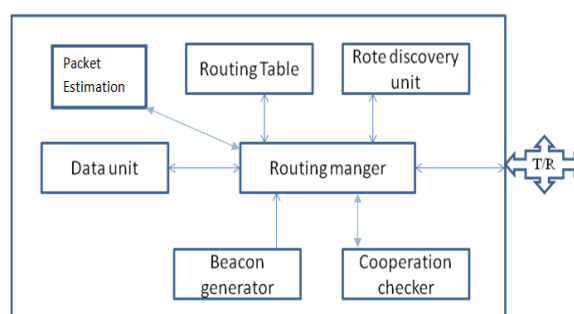 Packet
Estimation
Routing Table
Rote discovery
unit
Data unit
Routing manger
T/R
Beacon
generator
Cooperation
checker